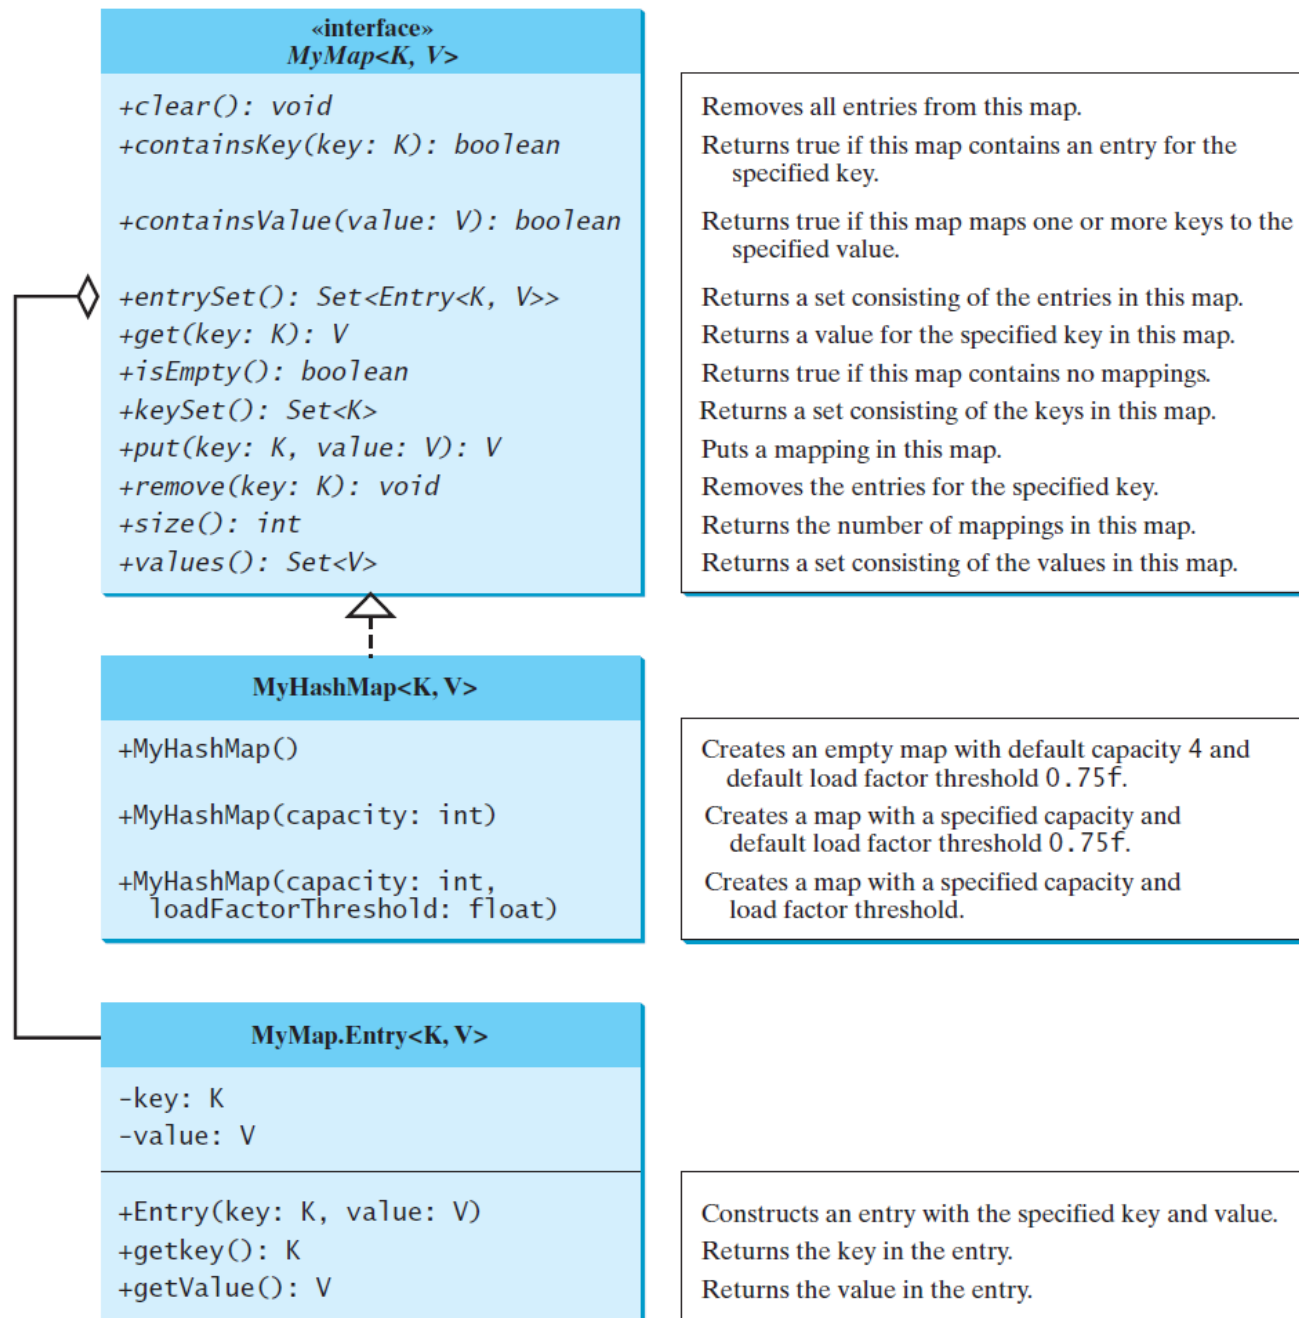 «interface»
MyMap<K, V>
+clear(): void
+containsKey(key: K): boolean
+containsValue(value: V): boolean
+entrySet(): Set<Entry<K, V>>
+get(key: K): V
+isEmpty(): boolean
+keySet(): Set<K>
+put(key: K, value: V): V
+remove(key: K): void
+size(): int
+values(): Set<V>
Removes all entries from this map.
Returns true if this map contains an entry for the
specified key.
Returns true if this map maps one or more keys to the
specified value.
Returns a set consisting of the entries in this map.
Returns a value for the specified key in this map.
Returns true if this map contains no mappings.
Returns a set consisting of the keys in this map.
Puts a mapping in this map.
Removes the entries for the specified key.
Returns the number of mappings in this map.
Returns a set consisting of the values in this map.
MyHashMap<K, V>
+MyHashMap()
+MyHashMap(capacity: int)
+MyHashMap(capacity: int,
loadFactorThreshold: float)
Creates an empty map with default capacity 4 and
default load factor threshold 0.75f.
Creates a map with a specified capacity and
default load factor threshold 0.75f.
Creates a map with a specified capacity and
load factor threshold.
MyMap.Entry<K, V>
-key: K
-value: V
+Entry(key: K, value: V)
+getkey(): K
+getValue(): V
Constructs an entry with the specified key and value.
Returns the key in the entry.
Returns the value in the entry.